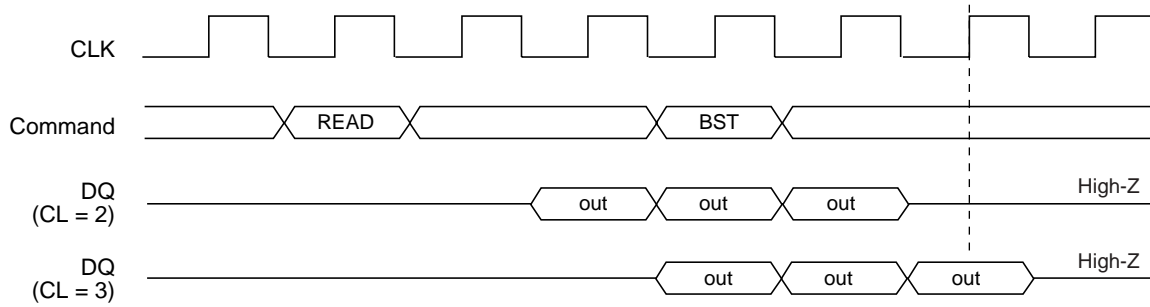 CLK
Command
READ
BST
DQ
(CL = 2)
out
out
out
High-Z
DQ
(CL = 3)
out
out
out
High-Z